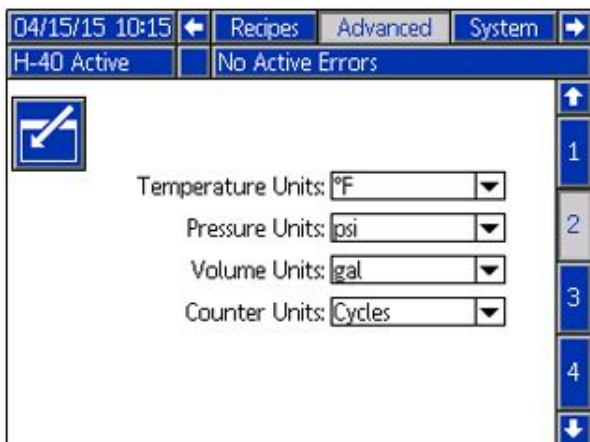 04/15/15 10:15 Recipes Advanced System
H-40 Active No Active Errors
1
Temperature Units: °F
Pressure Units: psi
2
Volume Units: gal
Counter Units: Cycles
3
4